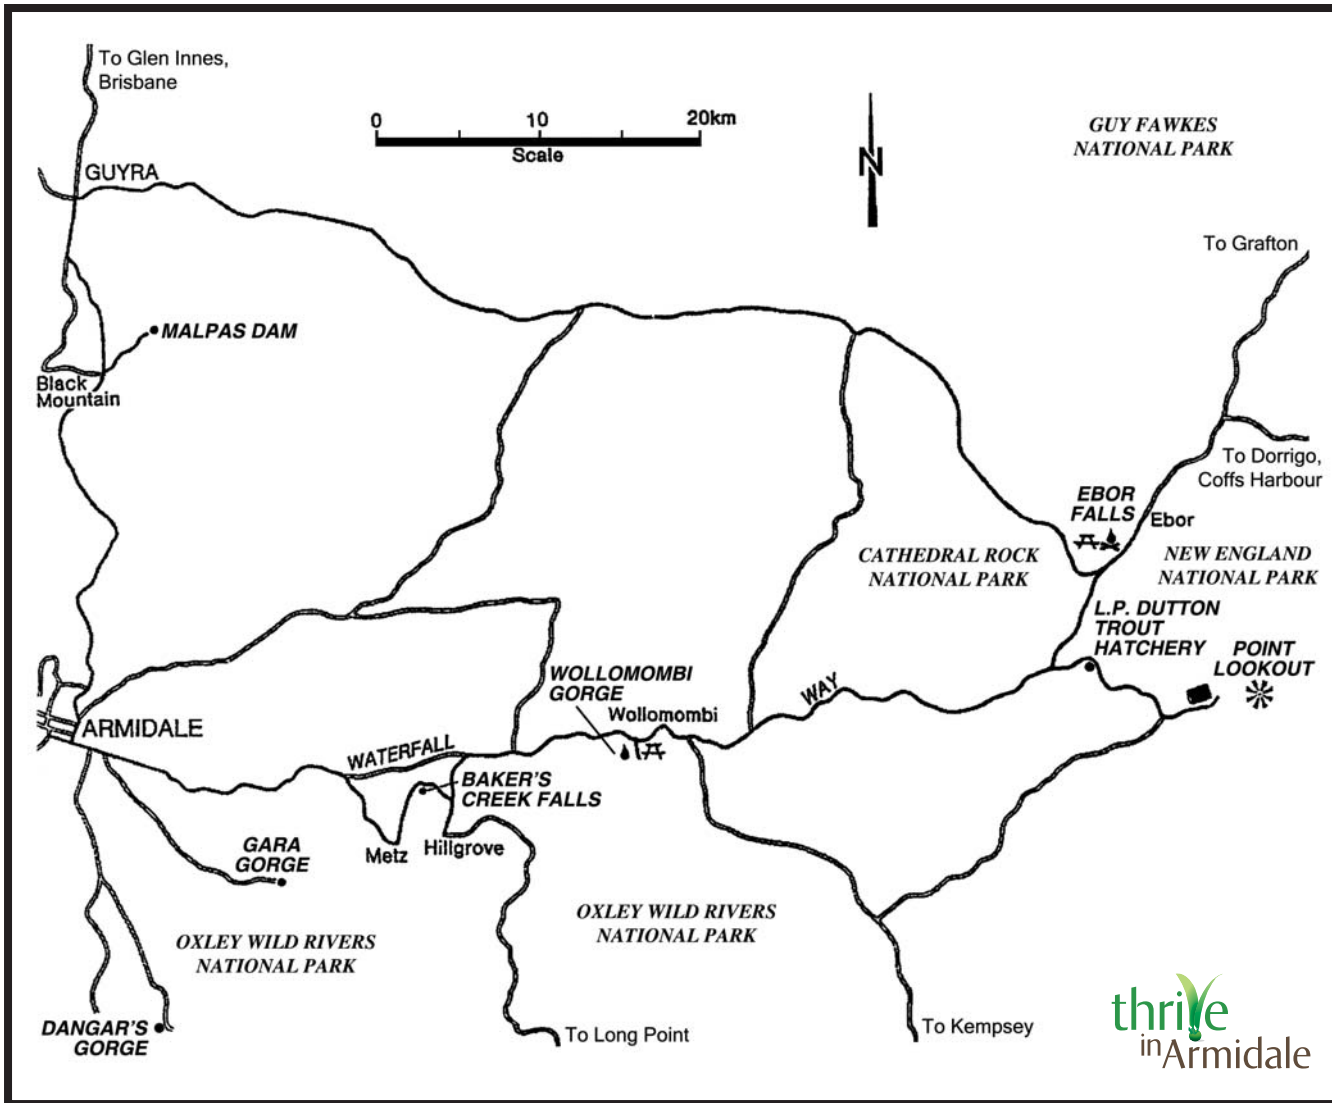 To Glen Innes,
Brisbane
0 10 20km
Scale
N
GUY FAWKES
NATIONAL PARK
GUYRA
To Grafton
MALPAS DAM
Black
Mountain
To Dorrigo,
Coffs Harbour
EBOR
FALLS
Ebor
CATHEDRAL ROCK
NATIONAL PARK
NEW ENGLAND
NATIONAL PARK
L.P. DUTTON
TROUT
HATCHERY
POINT
LOOKOUT
WOLLOMOMBI
GORGE
Wollomombi
WAY
ARMIDALE
WATERFALL
BAKER'S
CREEK FALLS
Metz
Hillgrove
GARA
GORGE
OXLEY WILD RIVERS
NATIONAL PARK
OXLEY WILD RIVERS
NATIONAL PARK
DANGAR'S
GORGE
To Long Point
To Kempsey
thrive
in Armidale